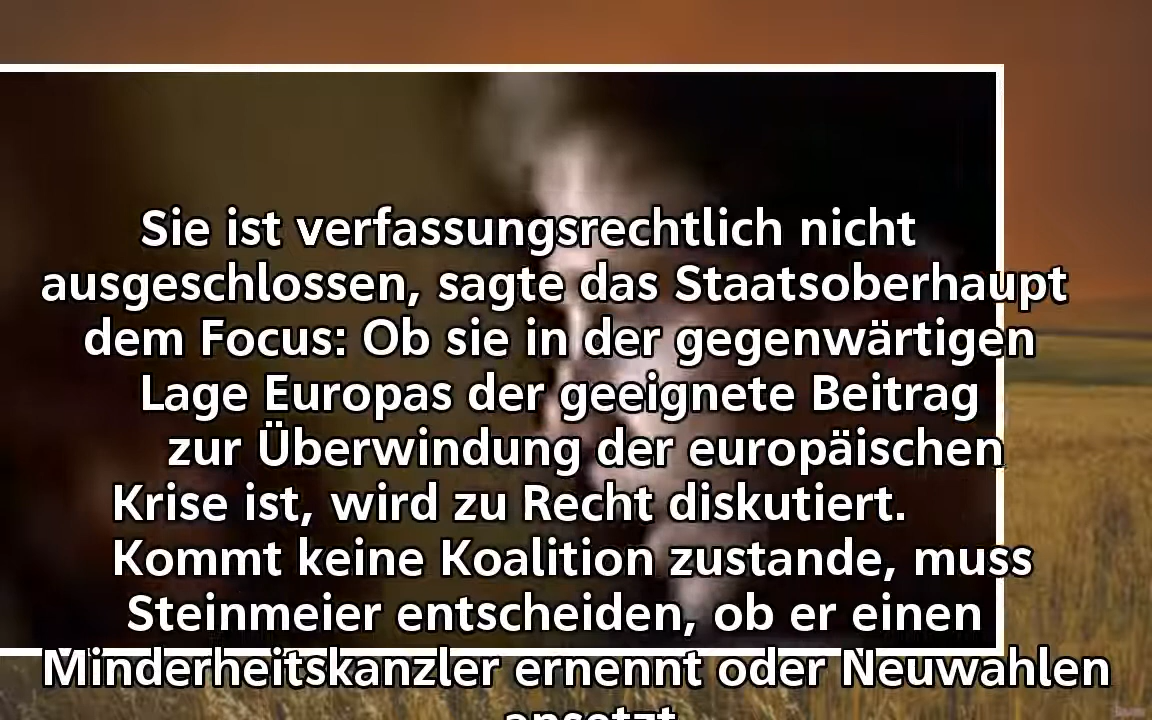 Sie ist verfassungsrechtlich nicht
ausgeschlossen, sagte das Staatsoberhaupt
dem Focus: Ob sie in der gegenwärtigen
Lage Europas der geeignete Beitrag
zur Überwindung der europäischen
Krise ist, wird zu Recht diskutiert.
Kommt keine Koalition zustande, muss
Steinmeier entscheiden, ob er einen
Minderheitskanzler ernennt oder Neuwahlen
ansetzt